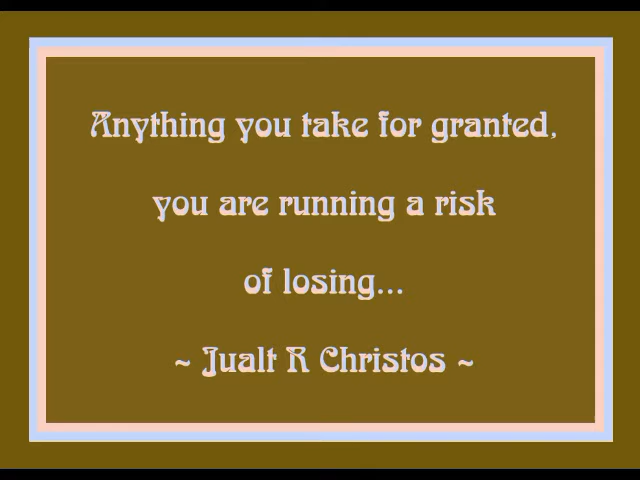 Anything you take for granted,
you are running a risk
of losing...
~ Jualt R Christos ~